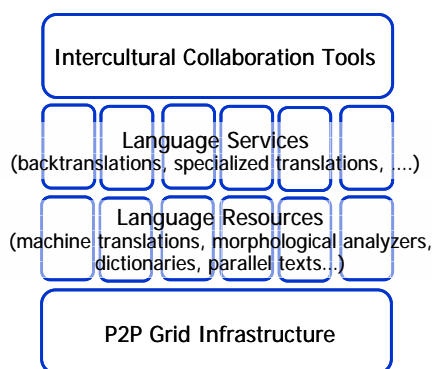 Intercultural Collaboration Tools
Language Services
(backtranslations, specialized translations, ....)
Language Resources
(machine translations, morphological analyzers,
dictionaries, parallel texts...)
P2P Grid Infrastructure